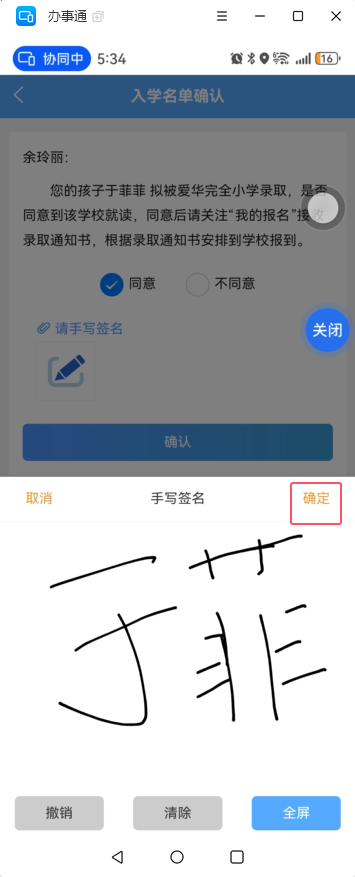 办事通
协同中 5:34 16
入学名单确认
余玲丽：
您的孩子于菲菲 拟被爱华完全小学录取，是否
同意到该学校就读，同意后请关注“我的报名”接收
录取通知书，根据录取通知书安排到学校报到。
同意 不同意
关闭
请手写签名
确认
取消 手写签名 确定
于菲
撤销 清除 全屏